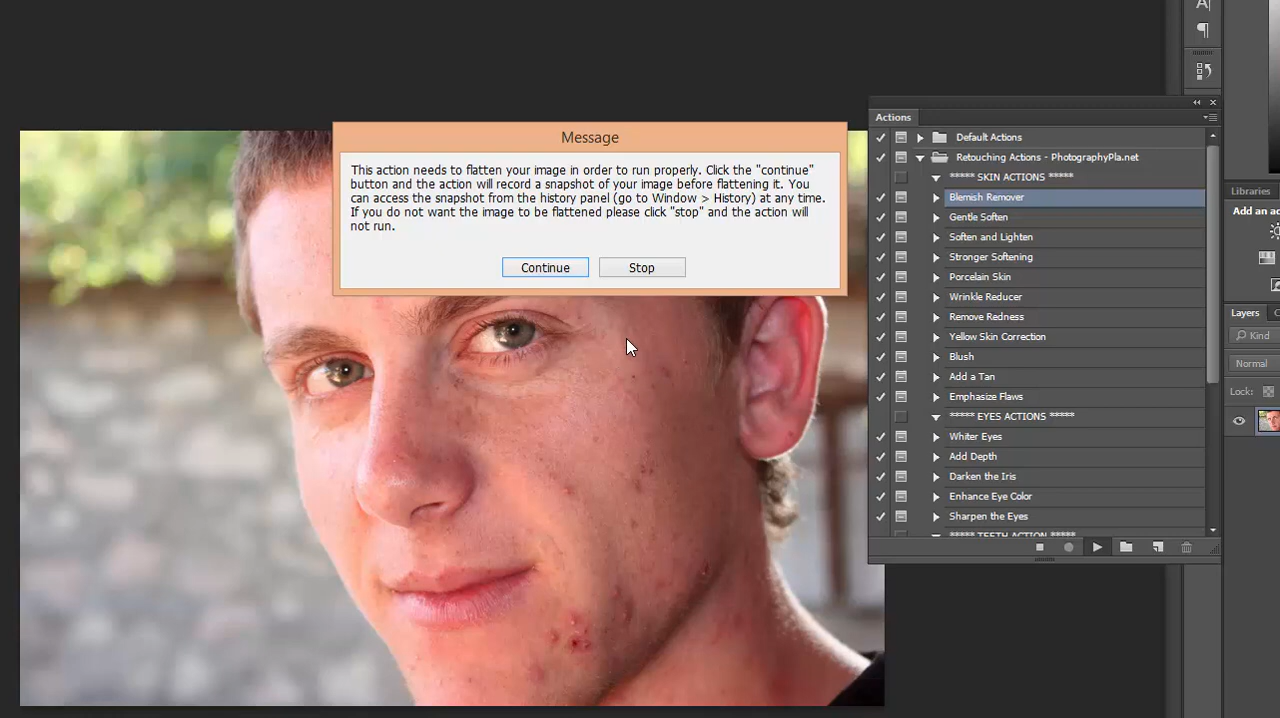 Message
This action needs to flatten your image in order to run properly. Click the "continue"
button and the action will record a snapshot of your image before flattening it. You
can access the snapshot from the history panel (go to Window > History) at any time.
If you do not want the image to be flattened please click "stop" and the action will
not run.
Continue Stop
Actions
Default Actions
Retouching Actions - PhotographyPla.net
***** SKIN ACTIONS *****
Blemish Remover
Gentle Soften
Soften and Lighten
Stronger Softening
Porcelain Skin
Wrinkle Reducer
Remove Redness
Yellow Skin Correction
Blush
Add a Tan
Emphasize Flaws
***** EYES ACTIONS *****
Whiter Eyes
Add Depth
Darken the Iris
Enhance Eye Color
Sharpen the Eyes
***** TEETH ACTION *****
Libraries
Add an
Layers
Kind
Normal
Lock: